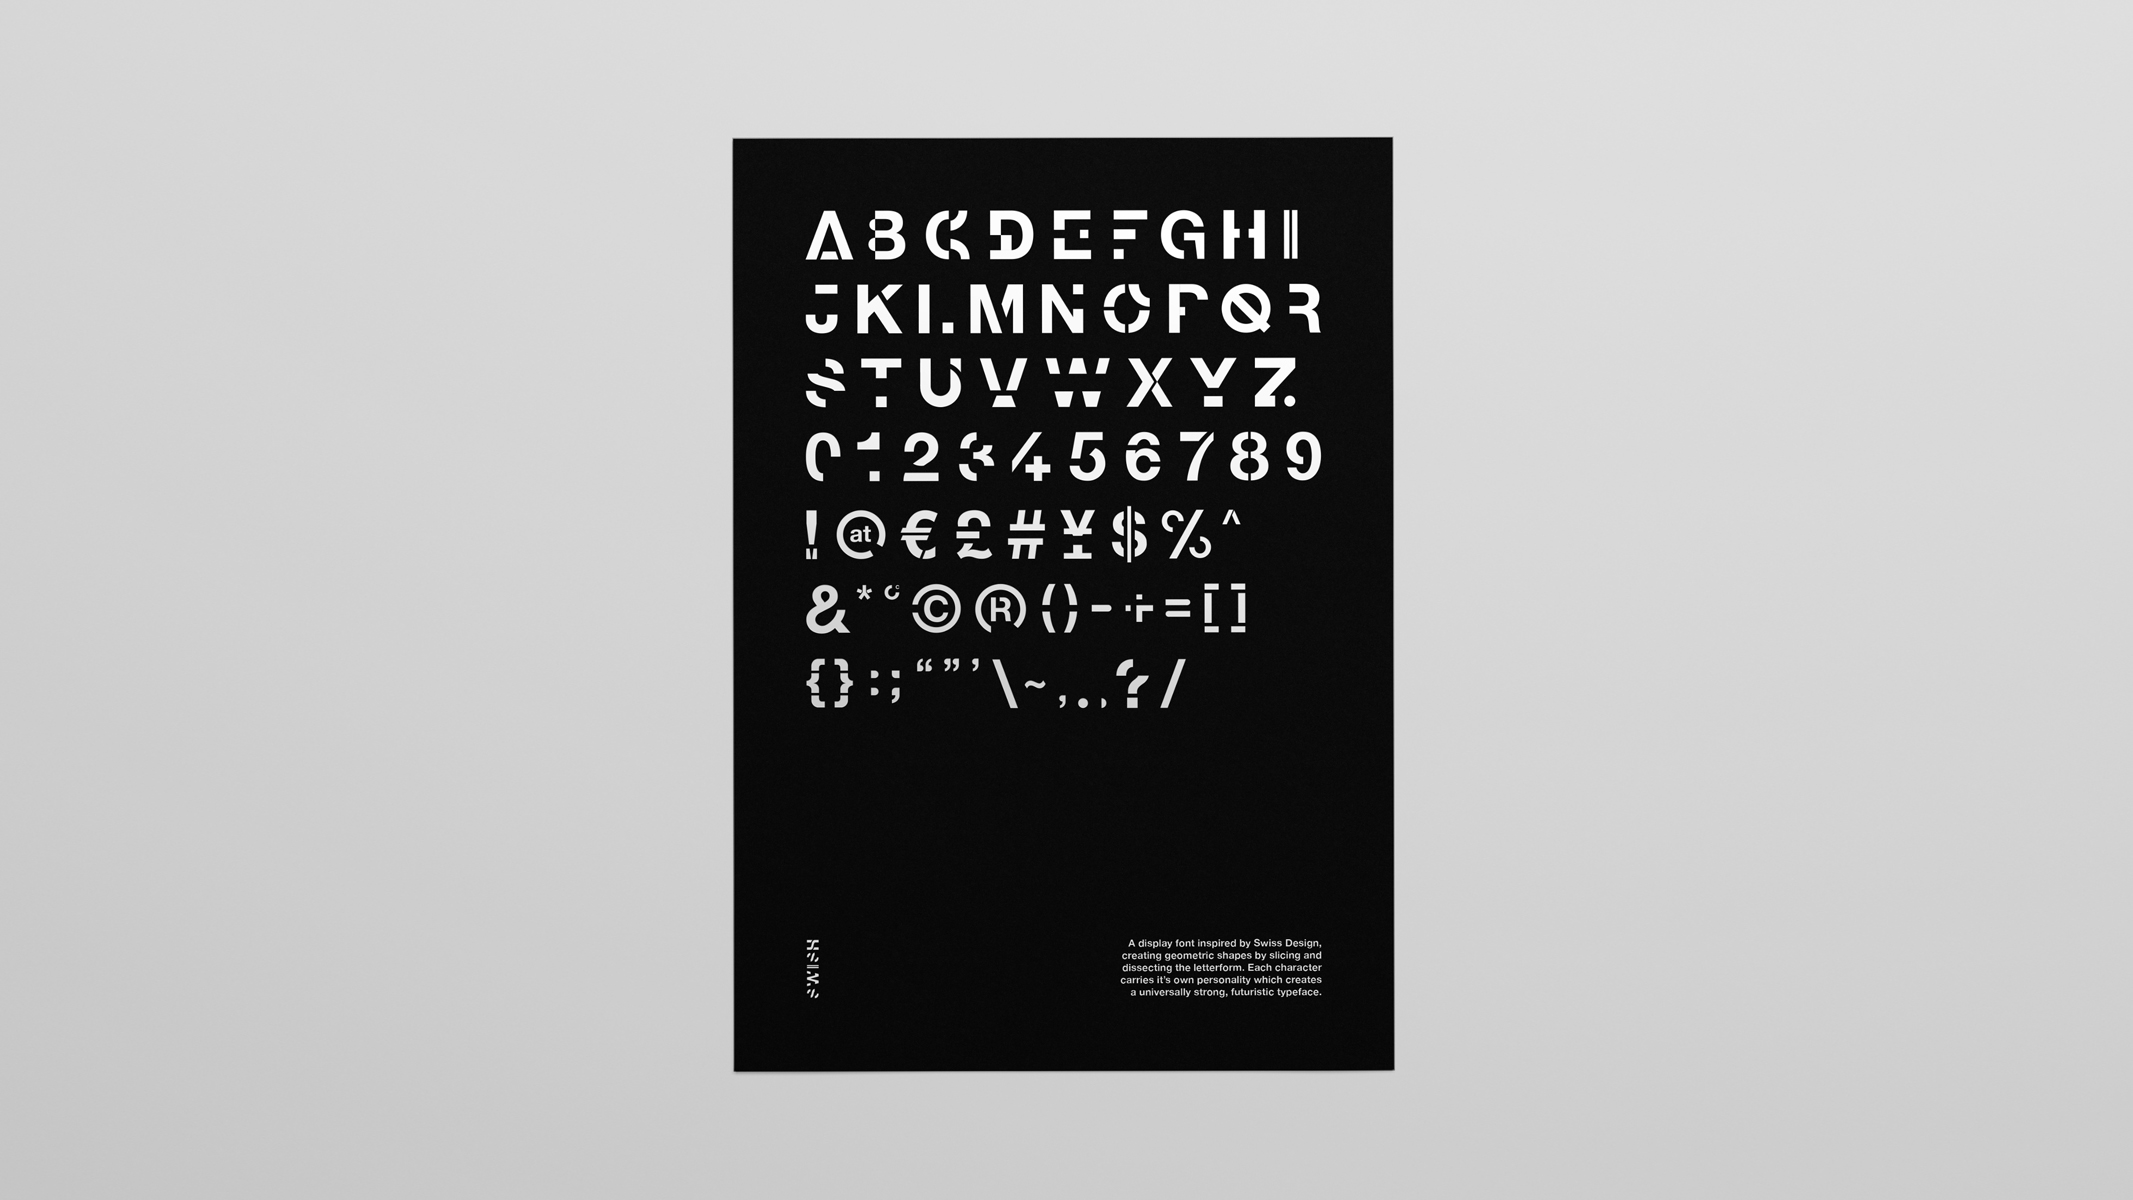 ABCDEFGHI
JKLMNOPQR
STUVWXYZ
0123456789
!@€£#¥$%^
&*°©®()-÷=[]
{}:;“”’\~,.,?/
SWISH
A display font inspired by Swiss Design,
creating geometric shapes by slicing and
dissecting the letterform. Each character
carries it's own personality which creates
a universally strong, futuristic typeface.